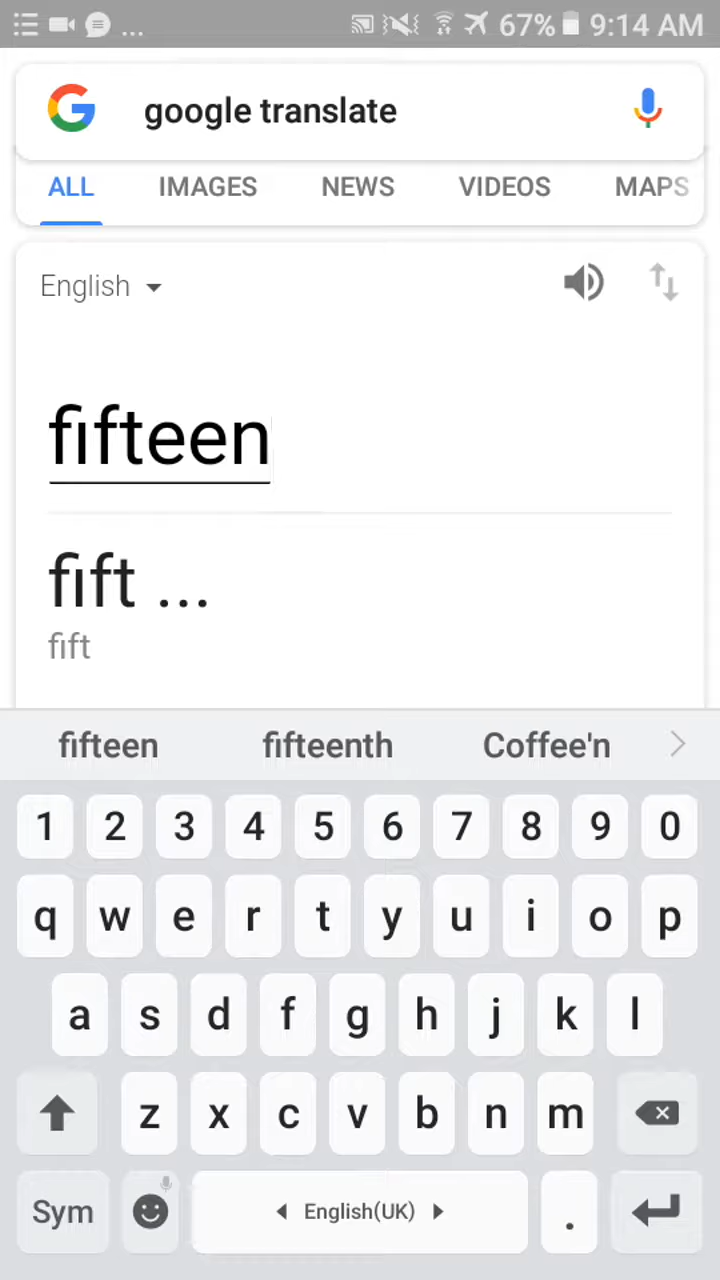 ... 67% 9:14 AM
google translate
ALL IMAGES NEWS VIDEOS MAPS
English
fifteen
fift ...
fift
fifteen fifteenth Coffee'n
1 2 3 4 5 6 7 8 9 0
q w e r t y u i o p
a s d f g h j k l
z x c v b n m
Sym English(UK) .